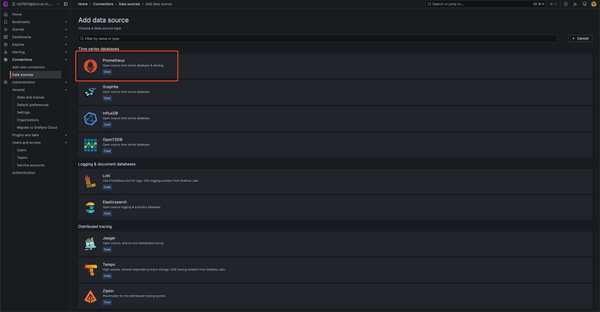 Home > Connections > Data sources > Add data source
Search or jump to...
Home
Bookmarks
Starred
Dashboards
Explore
Alerting
Connections
Add new connection
Data sources
Administration
General
Stats and license
Default preferences
Settings
Organizations
Migrate to Grafana Cloud
Plugins and data
Users and access
Users
Teams
Service accounts
Authentication
Add data source
Choose a data source type
Filter by name or type
Cancel
Time series databases
Prometheus
Open source time series database & alerting
Core
Graphite
Open source time series database
Core
InfluxDB
Open source time series database
Core
OpenTSDB
Open source time series database
Core
Logging & document databases
Loki
Like Prometheus but for logs. OSS logging solution from Grafana Labs
Core
Elasticsearch
Open source logging & analytics database
Core
Distributed tracing
Jaeger
Open source, end-to-end distributed tracing
Core
Tempo
High volume, minimal dependency trace storage. OSS tracing solution from Grafana Labs.
Core
Zipkin
Placeholder for the distributed tracing system.
Core